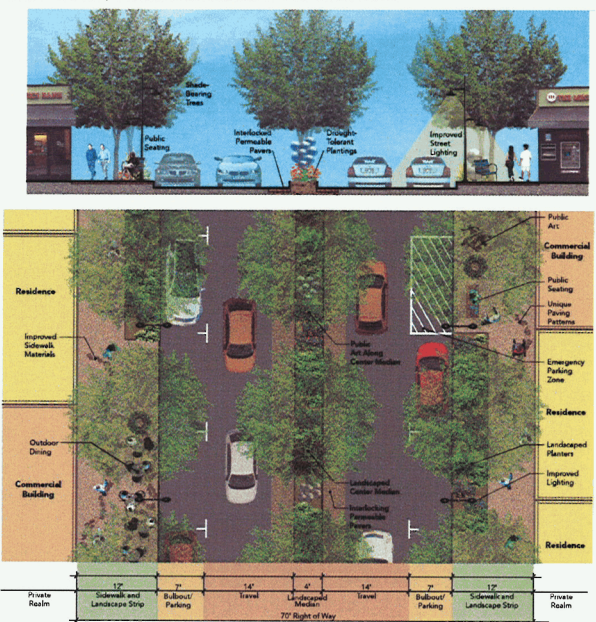 Shade-
Bearing
Trees
Public
Seating
Interlocked
Permeable
Pavers
Drought-
Tolerant
Plantings
Improved
Street
Lighting
Public
Art
Commercial
Building
Residence
Public
Seating
Unique
Paving
Patterns
Improved
Sidewalk
Materials
Public
Art Along
Center Median
Emergency
Parking
Zone
Residence
Outdoor
Dining
Landscaped
Planters
Commercial
Building
Landscaped
Center Median
Improved
Lighting
Interlocking
Permeable
Pavers
Residence
12" 7" 14" 4" 14" 7" 12"
Private
Realm
Sidewalk and
Landscape Strip
Bulbout/
Parking
Travel
Landscaped
Median
Travel
Bulbout/
Parking
Sidewalk and
Landscape Strip
Private
Realm
70" Right of Way